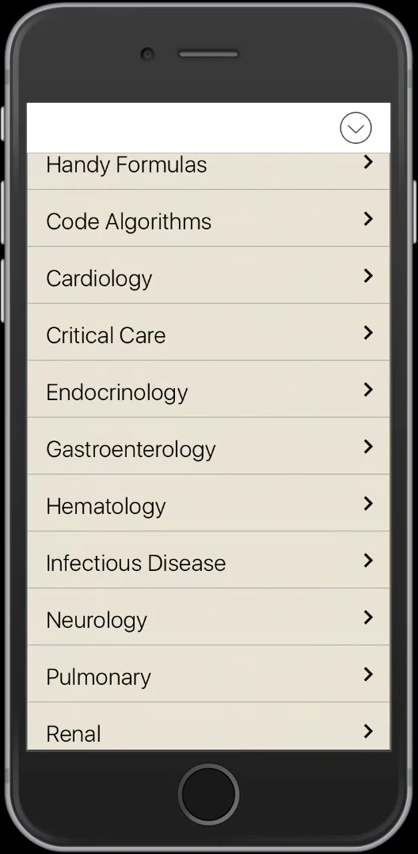 Handy Formulas
Code Algorithms
Cardiology
Critical Care
Endocrinology
Gastroenterology
Hematology
Infectious Disease
Neurology
Pulmonary
Renal